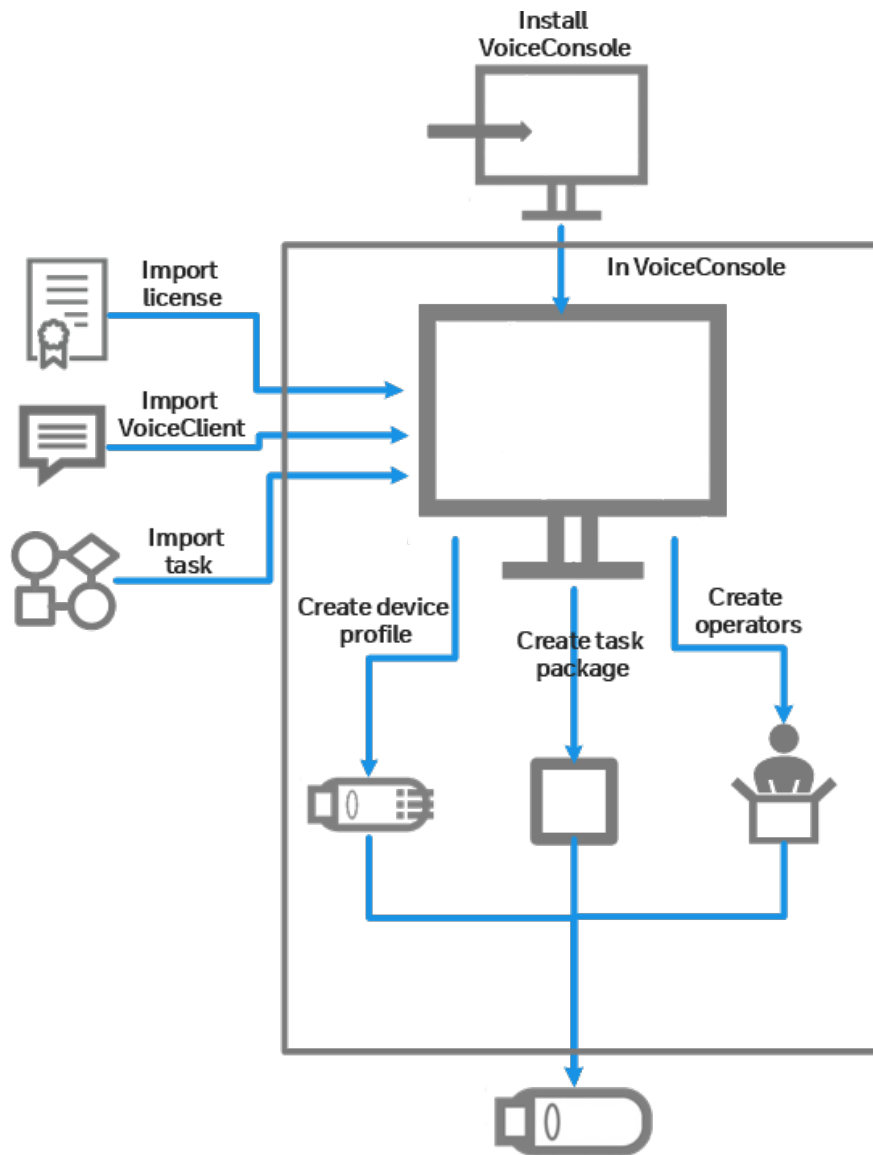 Install
VoiceConsole
In VoiceConsole
Import
license
Import
VoiceClient
Import
task
Create device
profile
Create task
package
Create
operators